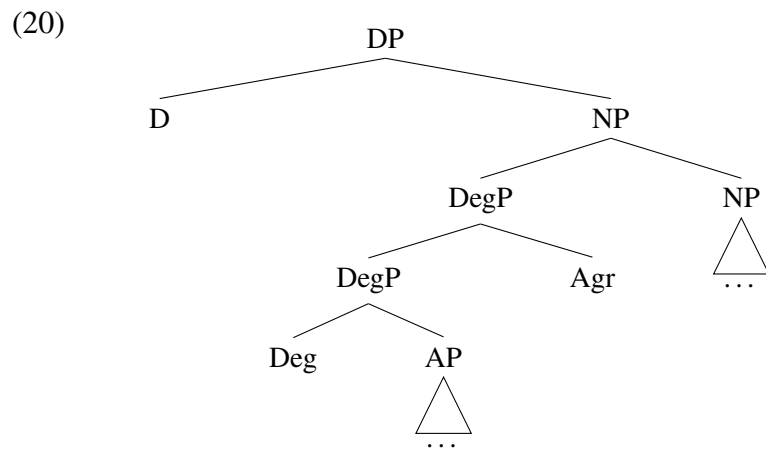 (20)
DP
D NP
DegP NP
DegP Agr ...
Deg AP
...